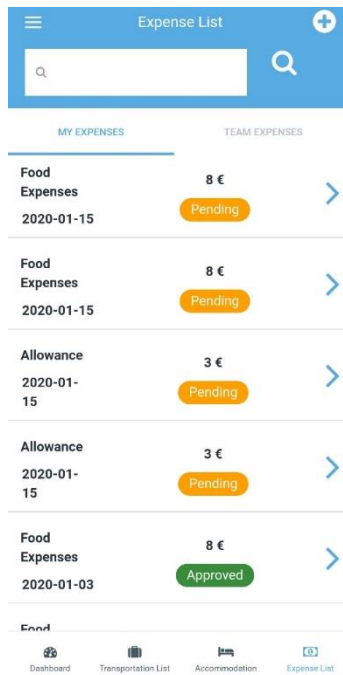 Expense List
MY EXPENSES
TEAM EXPENSES
Food
Expenses
2020-01-15
8 €
Pending
Food
Expenses
2020-01-15
8 €
Pending
Allowance
2020-01-
15
3 €
Pending
Allowance
2020-01-
15
3 €
Pending
Food
Expenses
2020-01-03
8 €
Approved
Food
Dashboard
Transportation List
Accommodation
Expense List